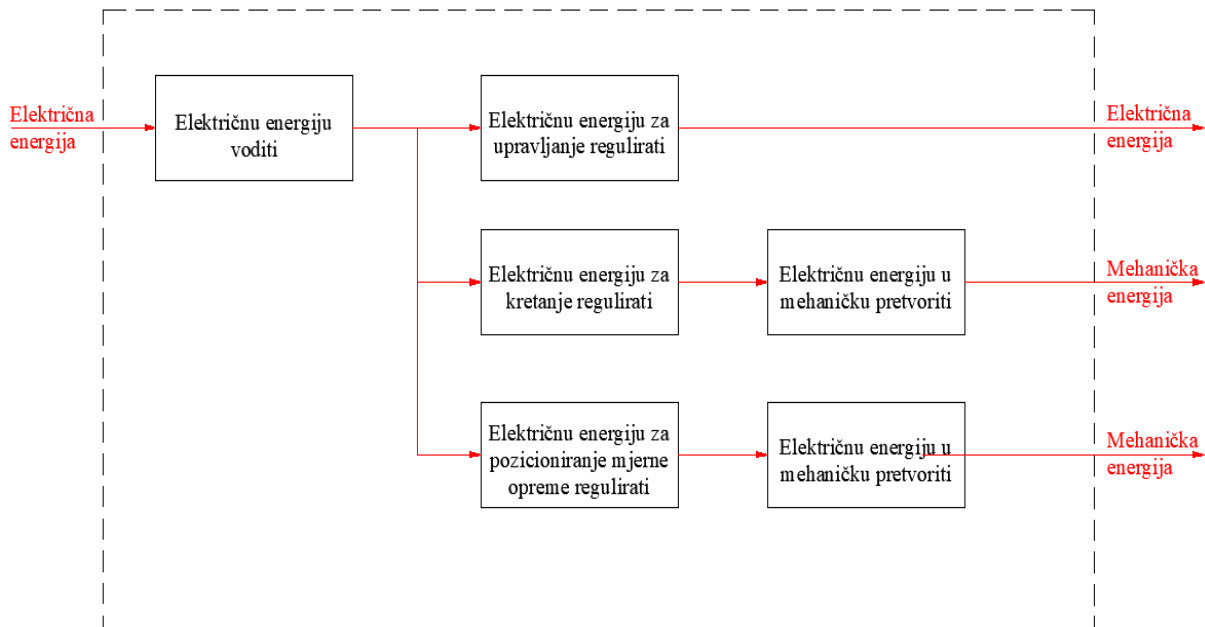 Električna
energija
Električnu energiju
voditi
Električnu energiju za
upravljanje regulirati
Električna
energija
Električnu energiju za
kretanje regulirati
Električnu energiju u
mehaničku pretvoriti
Mehanička
energija
Električnu energiju za
pozicioniranje mjerne
opreme regulirati
Električnu energiju u
mehaničku pretvoriti
Mehanička
energija